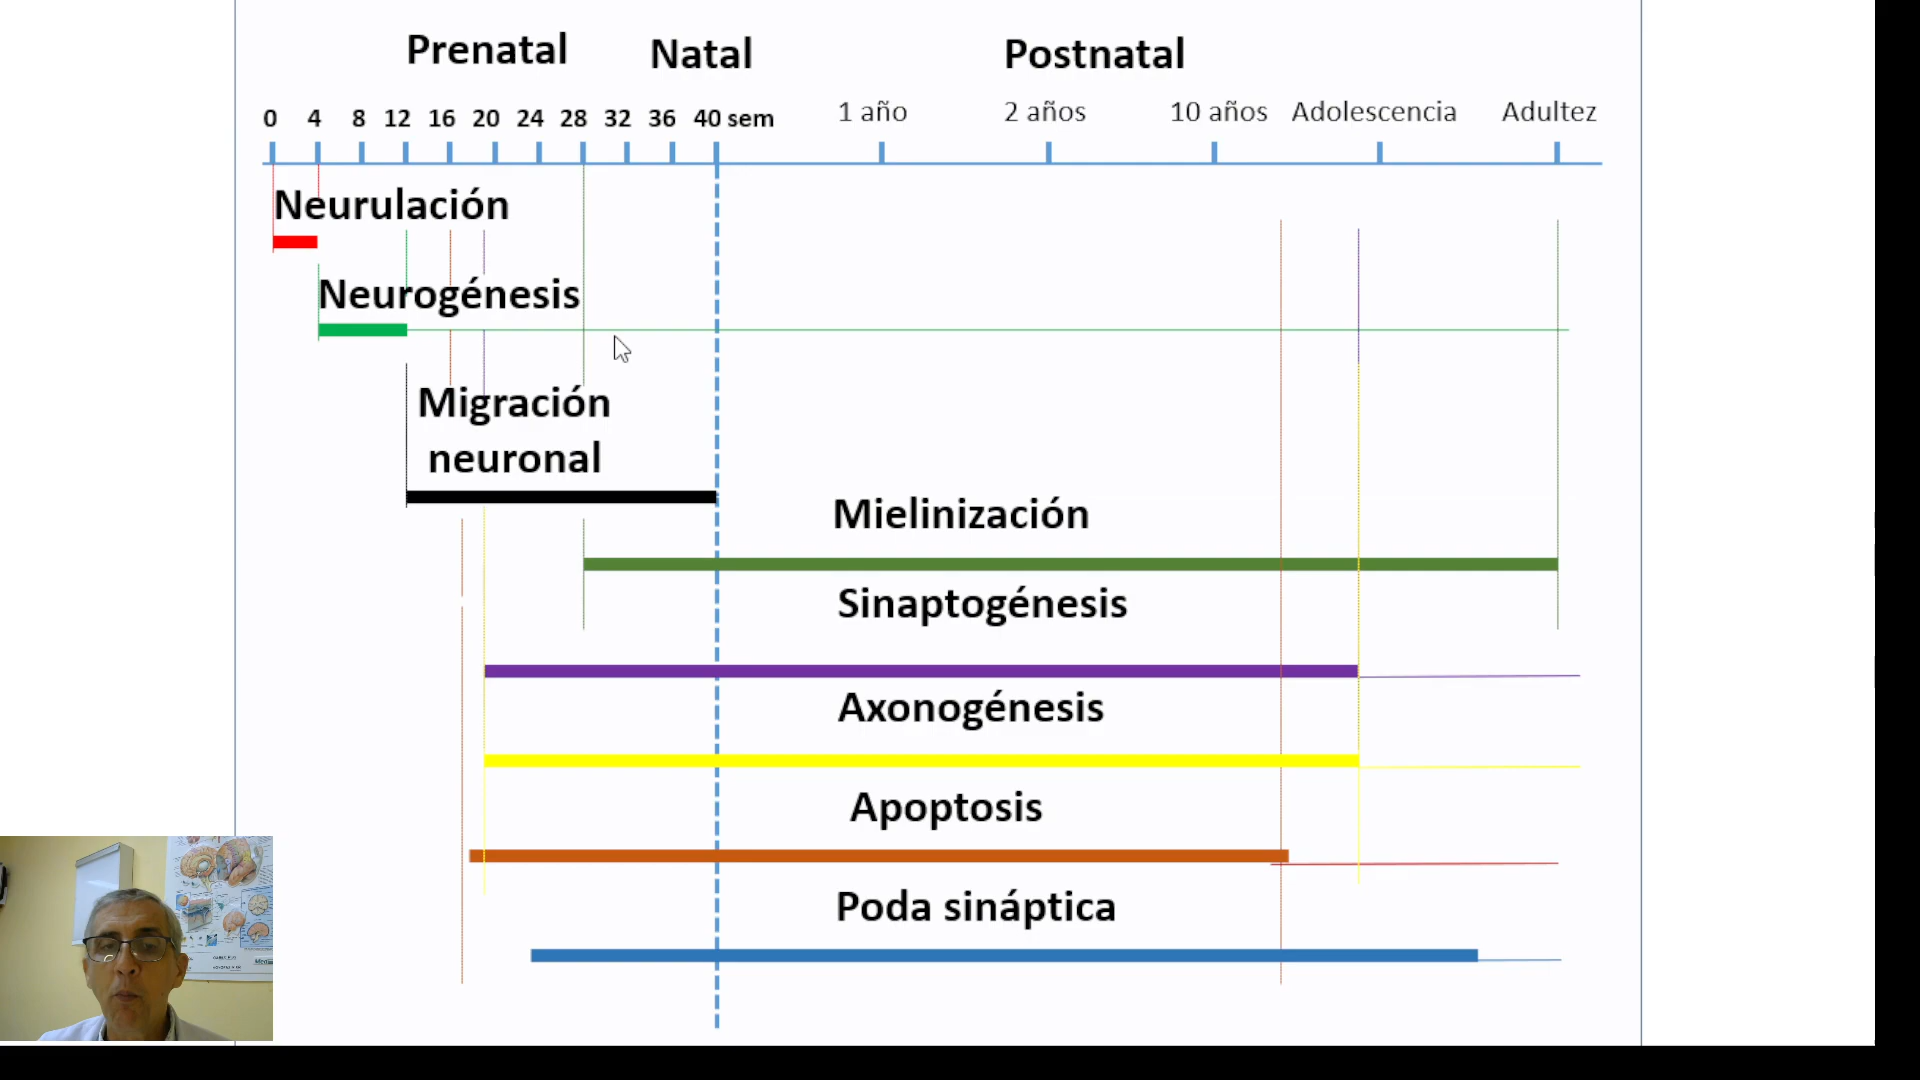 Prenatal Natal Postnatal
0 4 8 12 16 20 24 28 32 36 40 sem 1 año 2 años 10 años Adolescencia Adultez
Neurulación
Neurogénesis
Migración
neuronal
Mielinización
Sinaptogénesis
Axonogénesis
Apoptosis
Poda sináptica